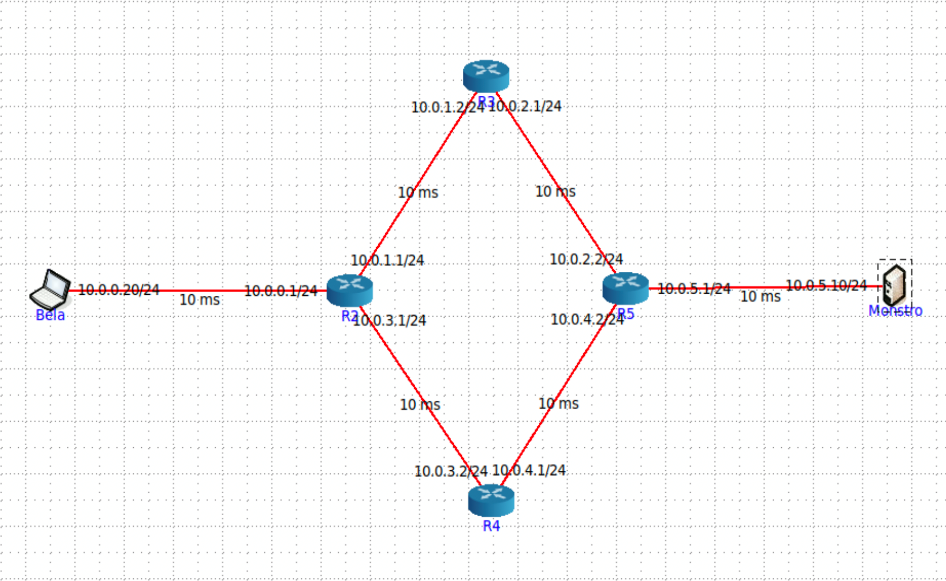 R3
10.0.1.2/24
10.0.2.1/24
10 ms
10 ms
10.0.1.1/24
10.0.2.2/24
10.0.0.20/24
10 ms
10.0.0.1/24
10.0.5.1/24
10 ms
10.0.5.10/24
Bela
R2
R5
Monstro
10.0.3.1/24
10.0.4.2/24
10 ms
10 ms
10.0.3.2/24
10.0.4.1/24
R4